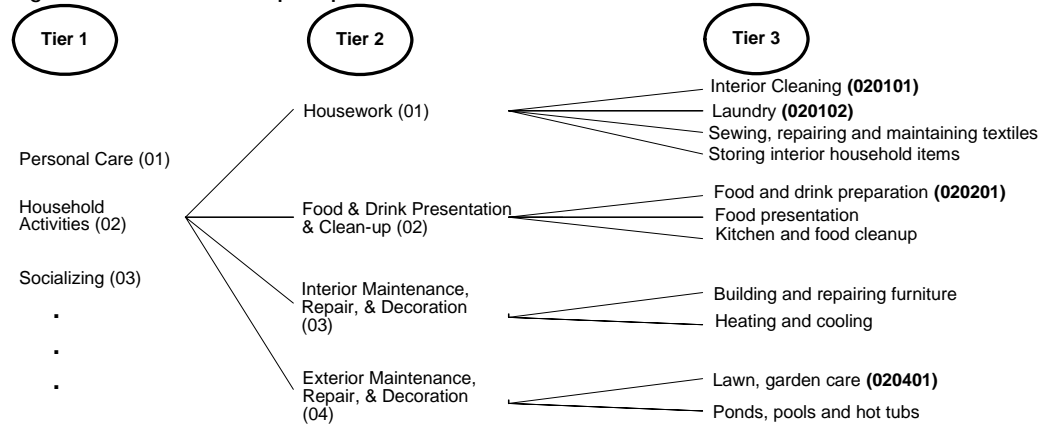 Tier 1
Tier 2
Tier 3
Personal Care (01)
Household
Activities (02)
Socializing (03)
.
.
.
Housework (01)
Food & Drink Presentation
& Clean-up (02)
Interior Maintenance,
Repair, & Decoration
(03)
Exterior Maintenance,
Repair, & Decoration
(04)
Interior Cleaning (020101)
Laundry (020102)
Sewing, repairing and maintaining textiles
Storing interior household items
Food and drink preparation (020201)
Food presentation
Kitchen and food cleanup
Building and repairing furniture
Heating and cooling
Lawn, garden care (020401)
Ponds, pools and hot tubs